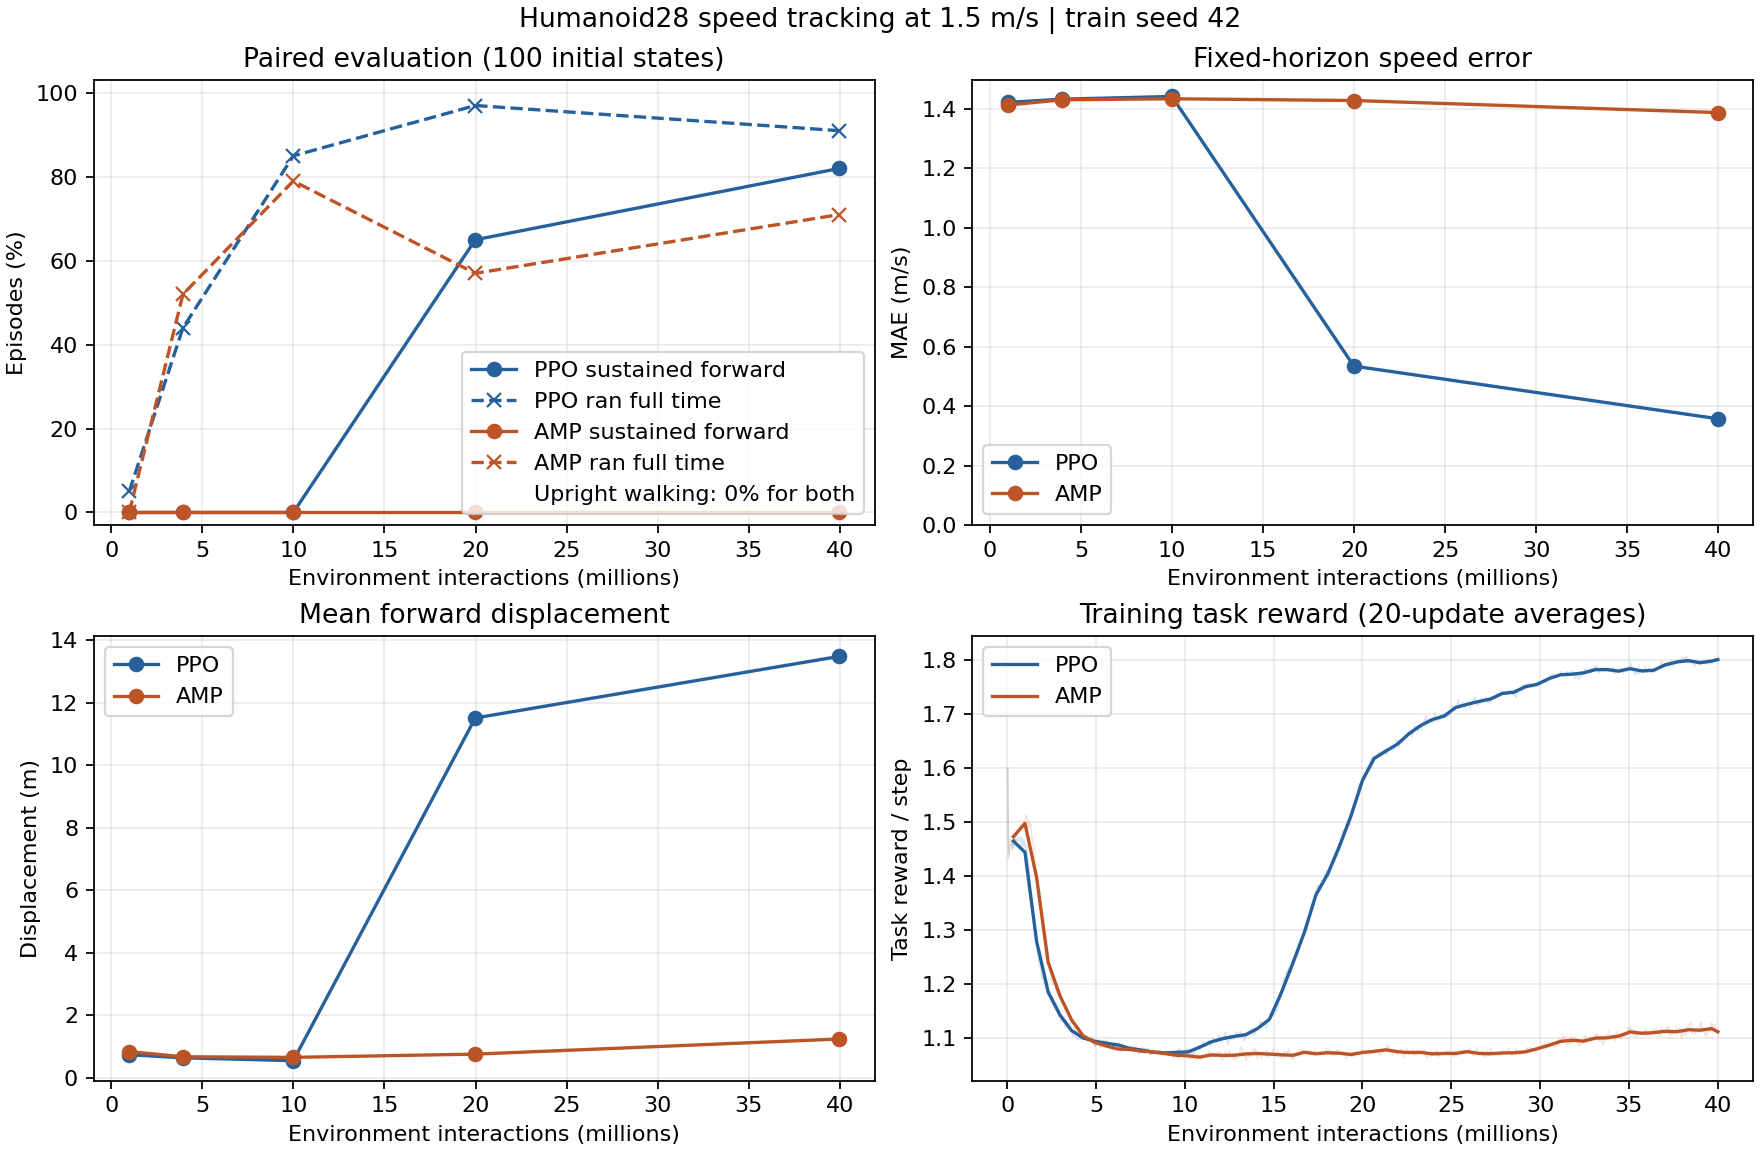 Humanoid28 speed tracking at 1.5 m/s | train seed 42
Paired evaluation (100 initial states)
100
80
60
40
20
0
Episodes (%)
PPO sustained forward
PPO ran full time
AMP sustained forward
AMP ran full time
Upright walking: 0% for both
0 5 10 15 20 25 30 35 40
Environment interactions (millions)
Fixed-horizon speed error
1.4
1.2
1.0
0.8
0.6
0.4
0.2
0.0
MAE (m/s)
PPO
AMP
0 5 10 15 20 25 30 35 40
Environment interactions (millions)
Mean forward displacement
14
12
10
8
6
4
2
0
Displacement (m)
PPO
AMP
0 5 10 15 20 25 30 35 40
Environment interactions (millions)
Training task reward (20-update averages)
1.8
1.7
1.6
1.5
1.4
1.3
1.2
1.1
Task reward / step
PPO
AMP
0 5 10 15 20 25 30 35 40
Environment interactions (millions)